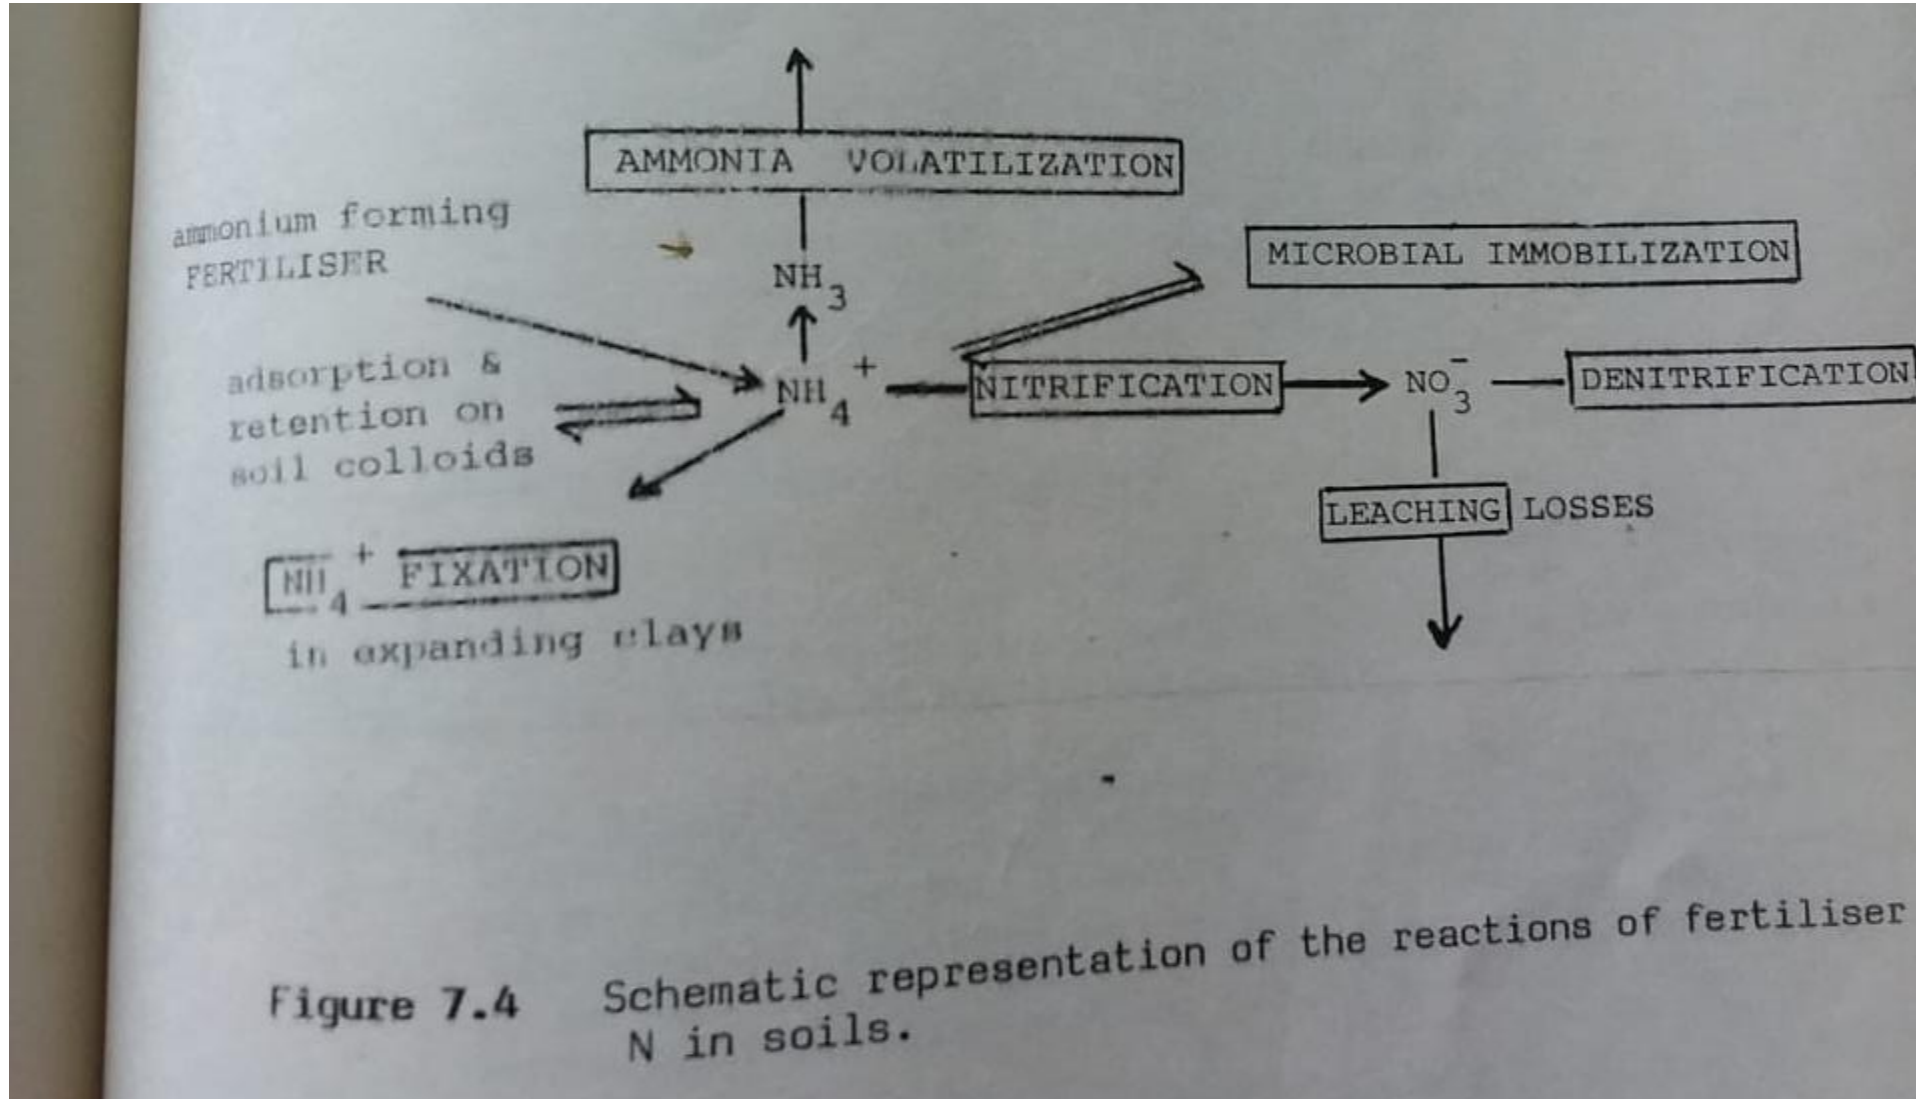 AMMONIA VOLATILIZATION
ammonium forming
FERTILISER
NH3
MICROBIAL IMMOBILIZATION
adsorption &
retention on
soil colloids
NH4+
NITRIFICATION
NO3-
DENITRIFICATION
LEACHING LOSSES
NH4+ FIXATION
in expanding clays
Figure 7.4 Schematic representation of the reactions of fertiliser
N in soils.